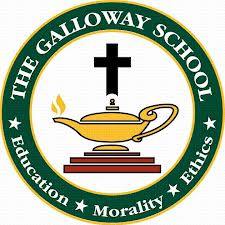 THE GALLOWAY SCHOOL
Education ★ Morality ★ Ethics